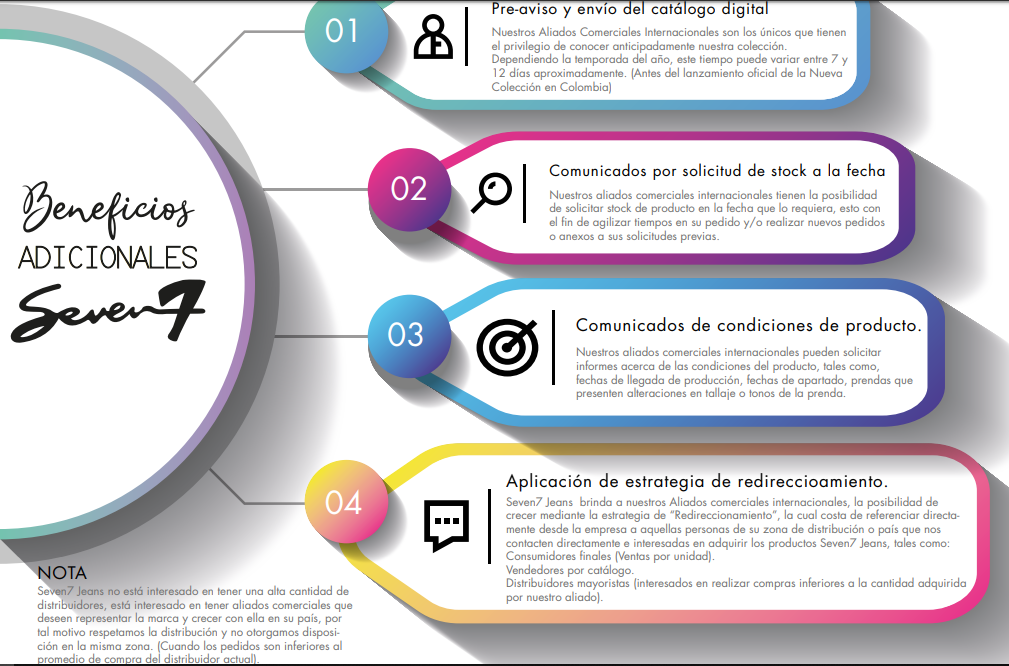 Beneficios
ADICIONALES
Seven7
01
Pre-aviso y envío del catálogo digital
Nuestros Aliados Comerciales Internacionales son los únicos que tienen
el privilegio de conocer anticipadamente nuestra colección.
Dependiendo la temporada del año, este tiempo puede variar entre 7 y
12 días aproximadamente. (Antes del lanzamiento oficial de la Nueva
Colección en Colombia)
02
Comunicados por solicitud de stock a la fecha
Nuestros aliados comerciales internacionales tienen la posibilidad
de solicitar stock de producto en la fecha que lo requiera, esto con
el fin de agilizar tiempos en su pedido y/o realizar nuevos pedidos
o anexos a sus solicitudes previas.
03
Comunicados de condiciones de producto.
Nuestros aliados comerciales internacionales pueden solicitar
informes acerca de las condiciones del producto, tales como,
fechas de llegada de producción, fechas de apartado, prendas que
presenten alteraciones en tallaje o tonos de la prenda.
04
Aplicación de estrategia de redireccioamiento.
Seven7 Jeans brinda a nuestros Aliados comerciales internacionales, la posibilidad de
crecer mediante la estrategia de “Redireccionamiento”, la cual costa de referenciar directa-
mente desde la empresa a aquellas personas de su zona de distribución o país que nos
contacten directamente e interesadas en adquirir los productos Seven7 Jeans, tales como:
Consumidores finales (Ventas por unidad).
Vendedores por catálogo.
Distribuidores mayoristas (interesados en realizar compras inferiores a la cantidad adquirida
por nuestro aliado).
NOTA
Seven7 Jeans no está interesado en tener una alta cantidad de
distribuidores, está interesado en tener aliados comerciales que
deseen representar la marca y crecer con ella en su país, por
tal motivo respetamos la distribución y no otorgamos disposi-
ción en la misma zona. (Cuando los pedidos son inferiores al
promedio de compra del distribuidor actual).